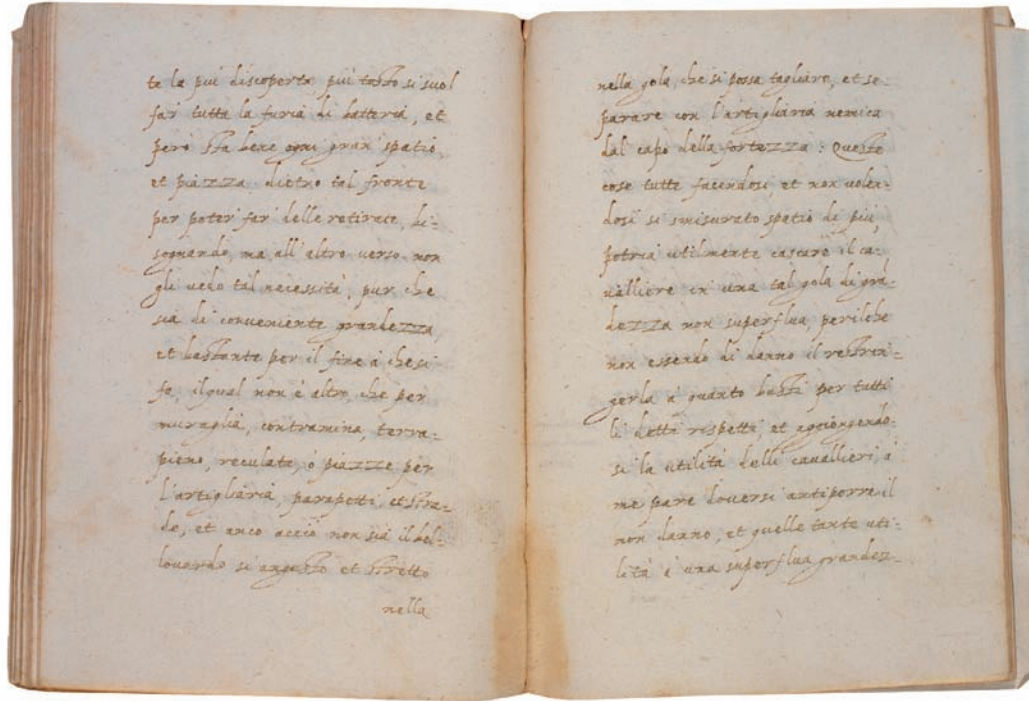 te la più discoperta più tosto si suol
far tutta la furia di batteria, et
però sta bene ogni gran spatio,
et piazza dietro tal fronte
per poter far delle retirate, bi-
sognando, ma all'altro verso non
gli vedo tal necessità, pur che
sia di conveniente grandezza,
et bastante per il fine à che si
fa, ilqual non è altro, che per
muraglia, contramina, terra-
pieno, reculate, ò piazze per
l'artigliaria, parapetti, et stra-
do, et anco acciò non sia il bel-
louardo si angusto et stretto
nella
nella gola, che si possa tagliare, et se-
parare con l'artigliaria nemica
dal capo della fortezza: Queste
cose tutte facendosi, et non volen-
dosi si smisurato spatio di più,
potria utilmente cascare il ca-
valliere in una tal gola di gran-
dezza non superflua, perilche
non essendo di danno il restrin-
gerla à quanto basti per tutti
li detti rispetti, et aggiongendo-
si la utilità delli cavallieri, à
me pare doversi antiporre il
non danno, et quelle tante uti-
lità à una superflua grandez-